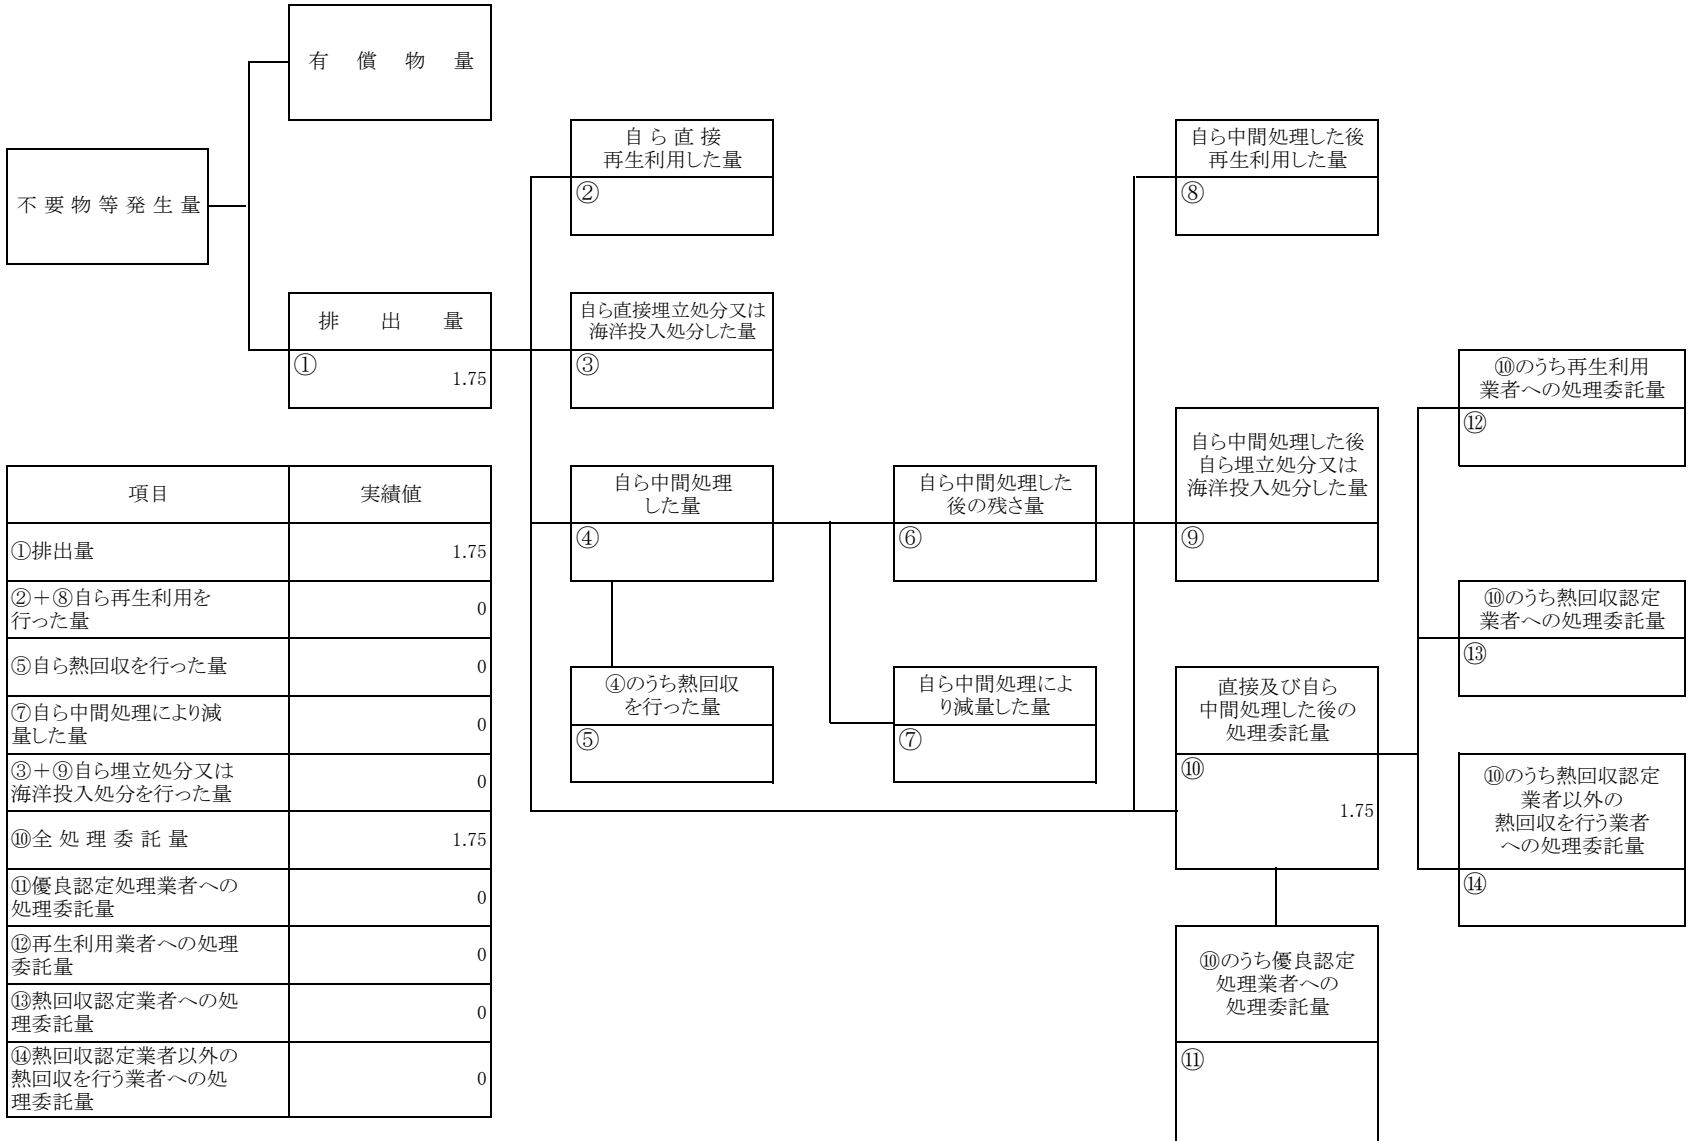 有　償　物　量
不 要 物 等 発 生 量
排　出　量
①
1.75
自 ら 直 接
再生利用した量
②
自ら直接埋立処分又は
海洋投入処分した量
③
自ら中間処理
した量
④
④のうち熱回収
を行った量
⑤
自ら中間処理した
後の残さ量
⑥
自ら中間処理によ
り減量した量
⑦
自ら中間処理した後
再生利用した量
⑧
自ら中間処理した後
自ら埋立処分又は
海洋投入処分した量
⑨
直接及び自ら
中間処理した後の
処理委託量
⑩
1.75
⑩のうち優良認定
処理業者への
処理委託量
⑪
⑩のうち再生利用
業者への処理委託量
⑫
⑩のうち熱回収認定
業者への処理委託量
⑬
⑩のうち熱回収認定
業者以外の
熱回収を行う業者
への処理委託量
⑭
項目 実績値
①排出量 1.75
②＋⑧自ら再生利用を
行った量 0
⑤自ら熱回収を行った量 0
⑦自ら中間処理により減
量した量 0
③＋⑨自ら埋立処分又は
海洋投入処分を行った量 0
⑩全 処 理 委 託 量 1.75
⑪優良認定処理業者への
処理委託量 0
⑫再生利用業者への処理
委託量 0
⑬熱回収認定業者への処
理委託量 0
⑭熱回収認定業者以外の
熱回収を行う業者への処
理委託量 0